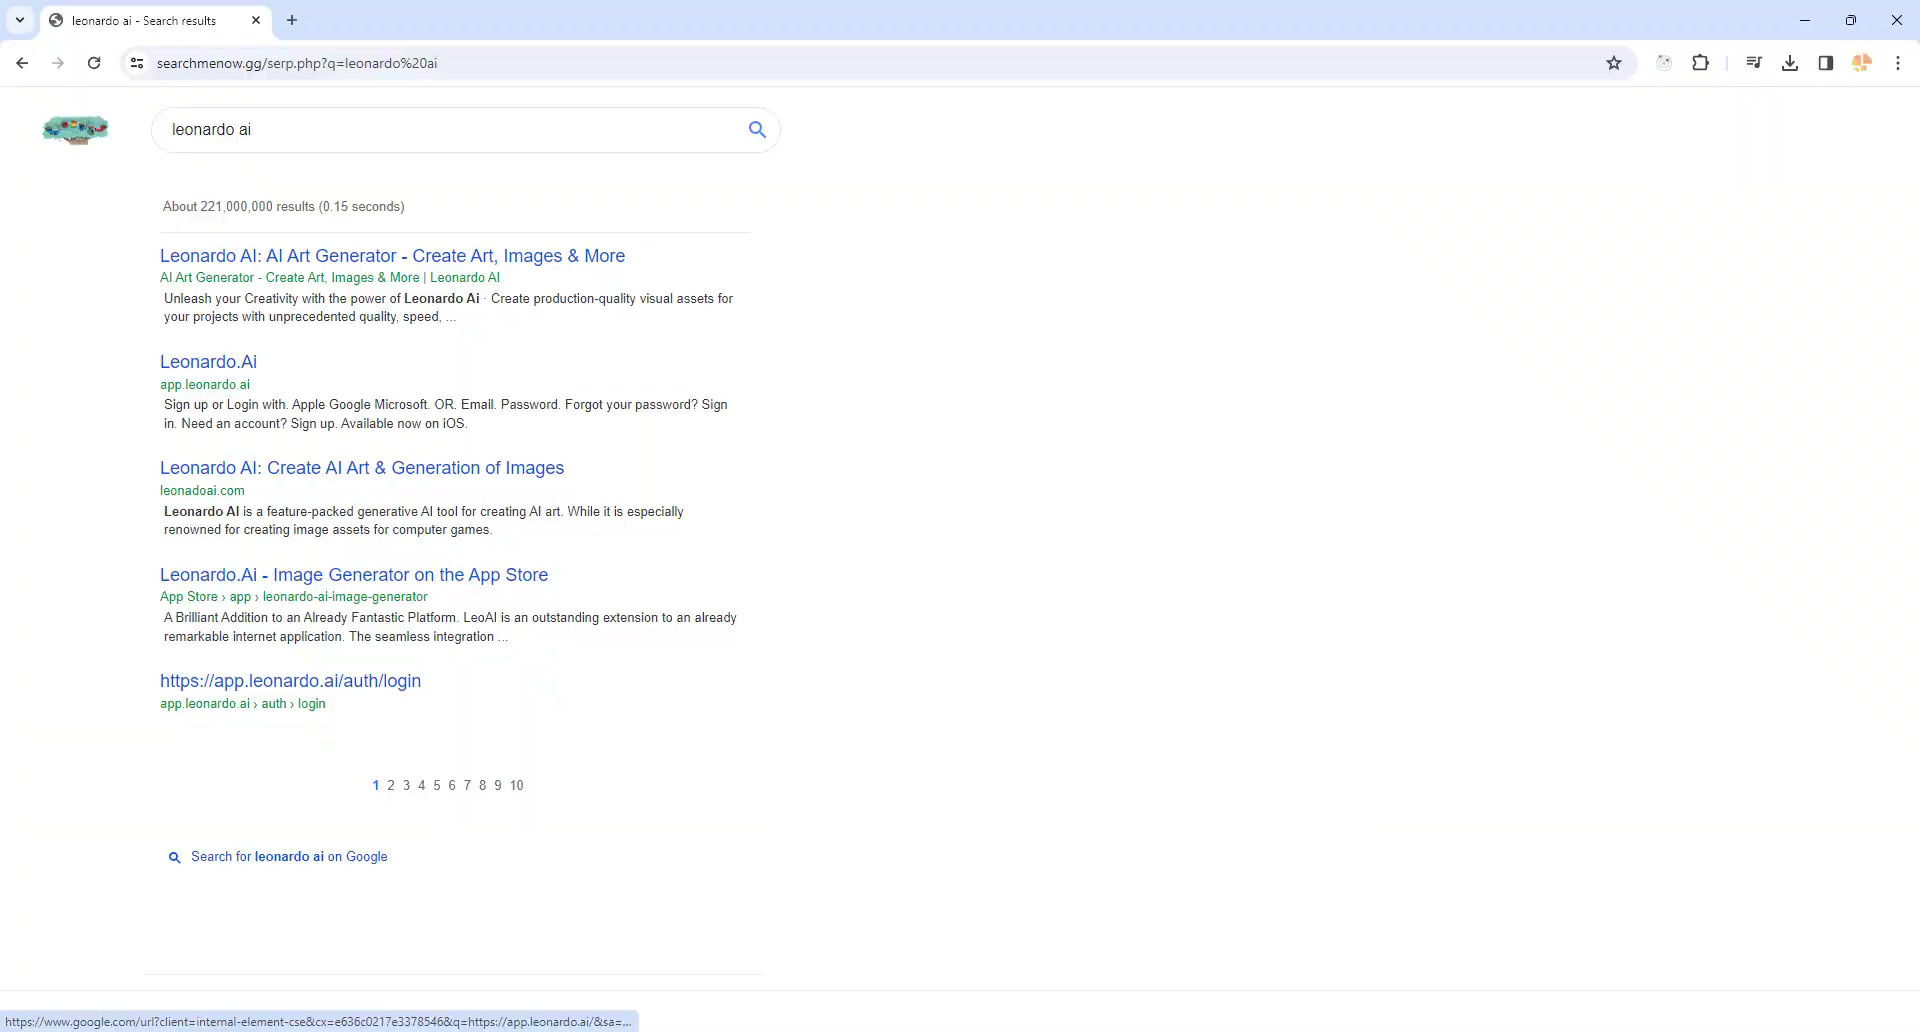 leonardo ai - Search results
searchmenow.gg/serp.php?q=leonardo%20ai
leonardo ai
About 221,000,000 results (0.15 seconds)
Leonardo AI: AI Art Generator - Create Art, Images & More
AI Art Generator - Create Art, Images & More | Leonardo AI
Unleash your Creativity with the power of Leonardo Ai · Create production-quality visual assets for
your projects with unprecedented quality, speed, ...
Leonardo.Ai
app.leonardo.ai
Sign up or Login with. Apple Google Microsoft. OR. Email. Password. Forgot your password? Sign
in. Need an account? Sign up. Available now on iOS.
Leonardo AI: Create AI Art & Generation of Images
leonadoai.com
Leonardo AI is a feature-packed generative AI tool for creating AI art. While it is especially
renowned for creating image assets for computer games.
Leonardo.Ai - Image Generator on the App Store
App Store › app › leonardo-ai-image-generator
A Brilliant Addition to an Already Fantastic Platform. LeoAI is an outstanding extension to an already
remarkable internet application. The seamless integration ...
https://app.leonardo.ai/auth/login
app.leonardo.ai › auth › login
1 2 3 4 5 6 7 8 9 10
Search for leonardo ai on Google
https://www.google.com/url?client=internal-element-cse&cx=e636c0217e3378546&q=https://app.leonardo.ai/&sa=...